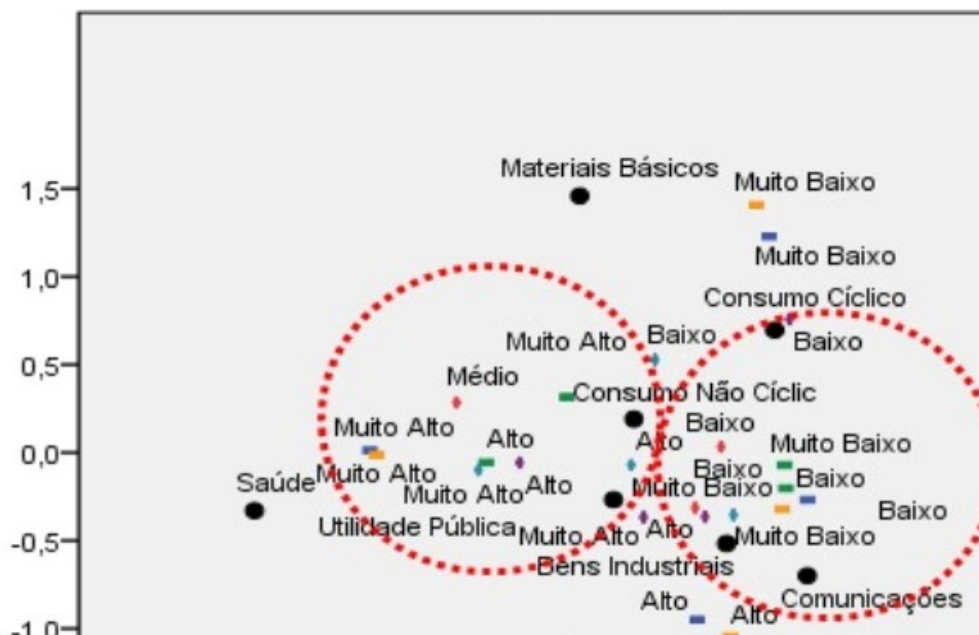 Materiais Básicos
Muito Baixo
1,5
Muito Baixo
1,0
Consumo Cíclico
Muito Alto
Baixo
Baixo
0,5
Médio
Consumo Não Cíclic
Muito Alto
Alto
Baixo
Alto
Muito Baixo
0,0
Saúde
Muito Alto
Muito Alto
Alto
Muito Baixo
Baixo
Baixo
Utilidade Pública
Muito Alto
Alto
Muito Baixo
Baixo
-0,5
Bens Industriais
Alto
Alto
Comunicações
-1,0